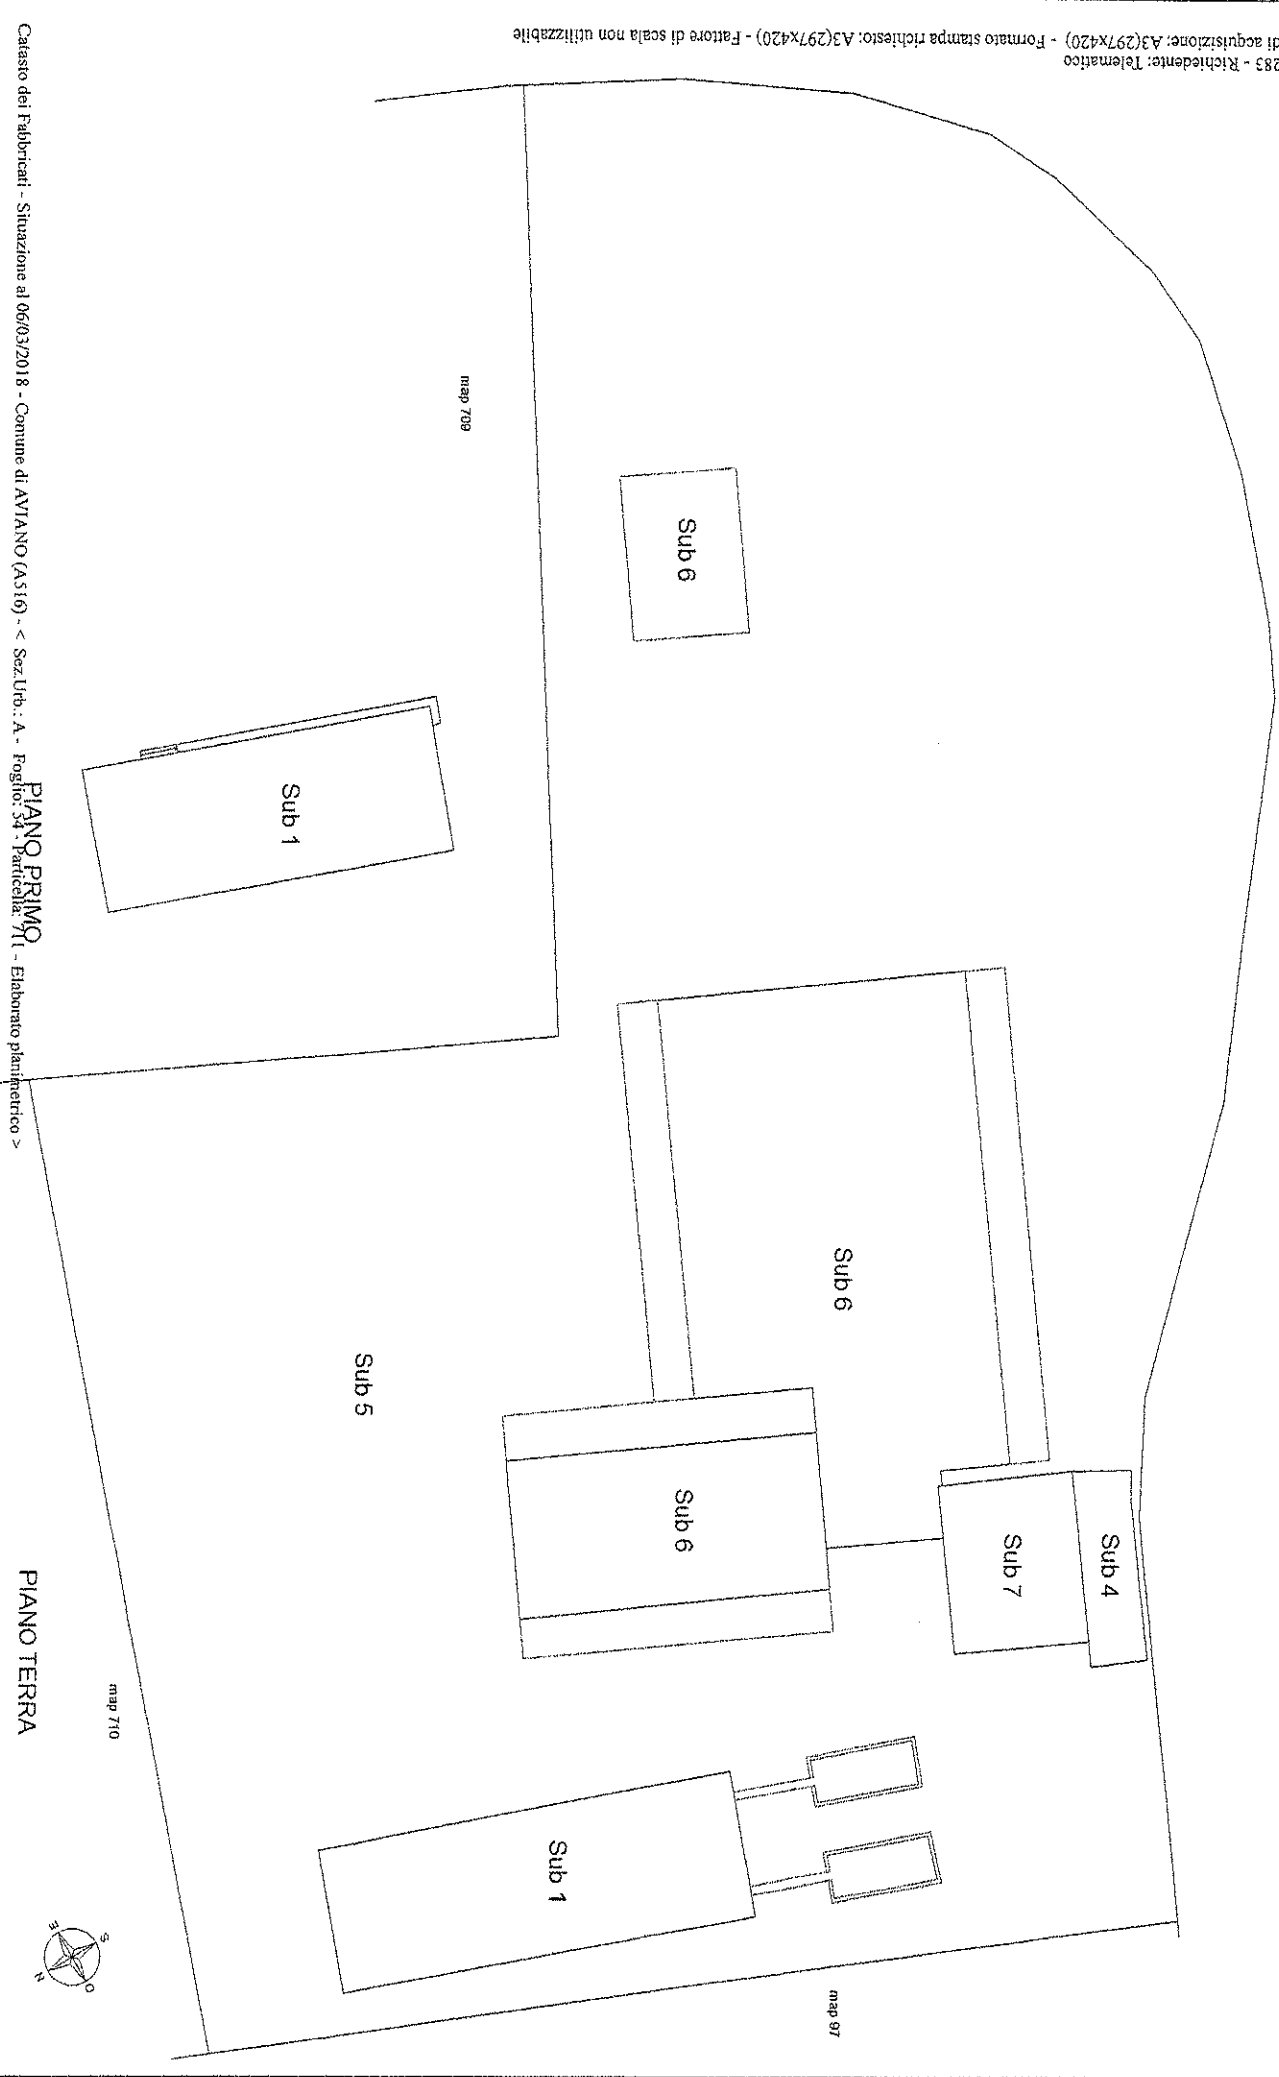 di acquisizione: A3(297x420) - Formato stampa richiesto: A3(297x420) - Fattore di scala non utilizzabile
283 - Richiedente: Telematico
map 709
Sub 6
Sub 1
PIANO PRIMO
Sub 6
Sub 5
Sub 6
Sub 7
Sub 4
Sub 1
map 710
map 97
PIANO TERRA
S
E
O
N
Catasto dei Fabbricati - Situazione al 06/03/2018 - Comune di AVIANO (A516) - < Sez.Urb.: A - Foglio: 54 - Particella: 711 - Elaborato planimetrico >